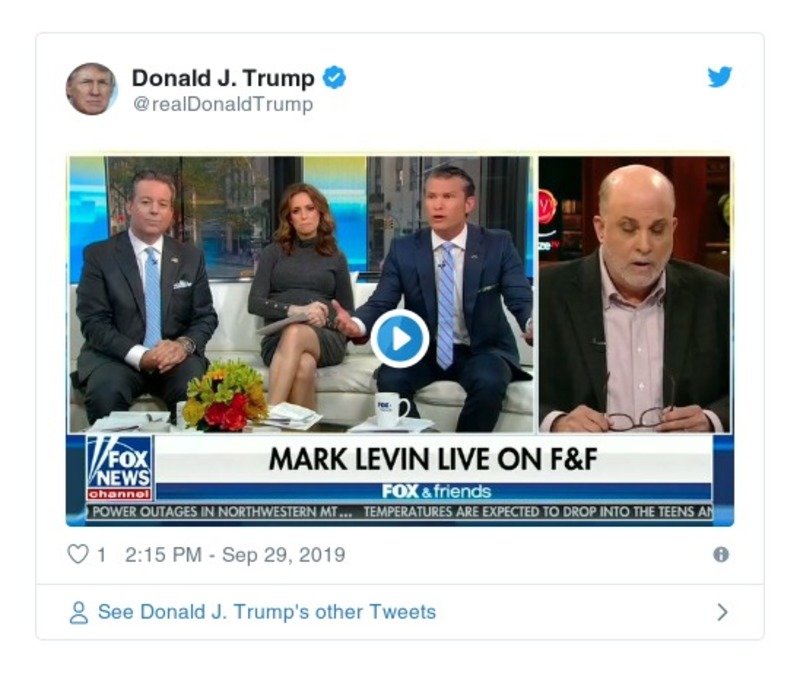 Donald J. Trump
@realDonaldTrump
FOX
NEWS
channel
MARK LEVIN LIVE ON F&F
FOX & friends
POWER OUTAGES IN NORTHWESTERN MT... TEMPERATURES ARE EXPECTED TO DROP INTO THE TEENS AN
1 2:15 PM - Sep 29, 2019
See Donald J. Trump's other Tweets